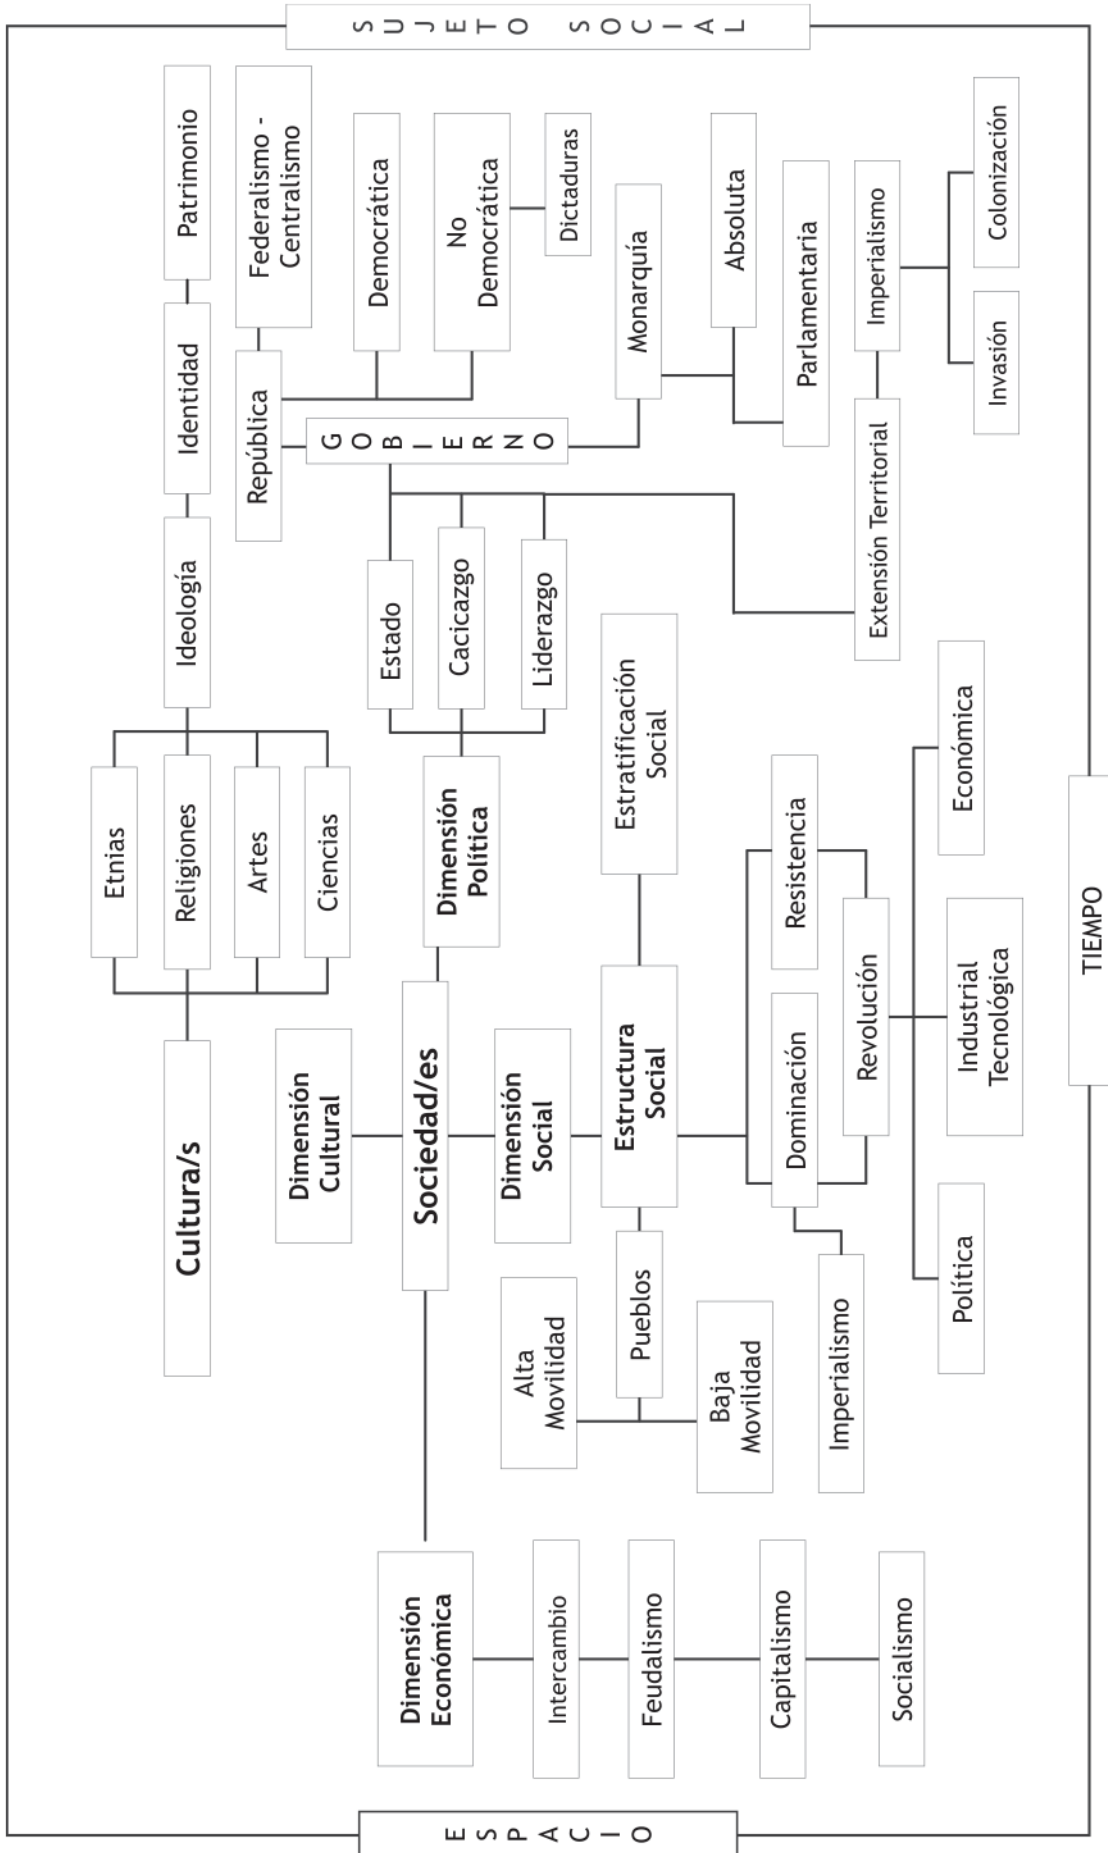 SUJETO SOCIAL
ESPACIO
TIEMPO
Cultura/s
Etnias
Religiones
Artes
Ciencias
Ideología
Identidad
Patrimonio
Dimensión
Cultural
Sociedad/es
Dimensión
Política
Estado
Cacicazgo
Liderazgo
GOBIERNO
República
Federalismo -
Centralismo
Democrática
No
Democrática
Dictaduras
Monarquía
Absoluta
Parlamentaria
Extensión Territorial
Imperialismo
Invasión
Colonización
Dimensión
Social
Estructura
Social
Estratificación
Social
Pueblos
Alta
Movilidad
Baja
Movilidad
Dominación
Resistencia
Imperialismo
Revolución
Política
Industrial
Tecnológica
Económica
Dimensión
Económica
Intercambio
Feudalismo
Capitalismo
Socialismo